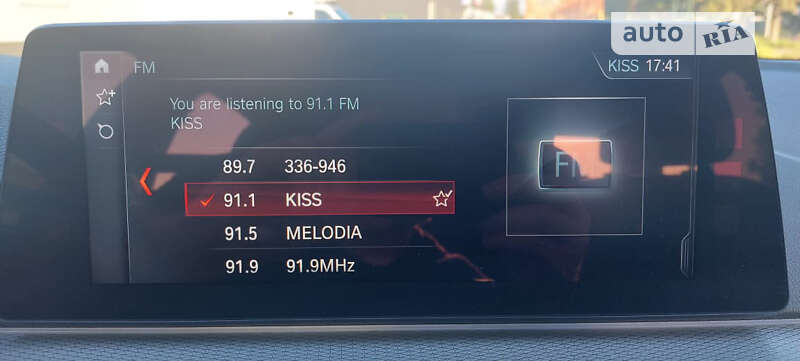 auto RIA
FM
KISS 17:41
You are listening to 91.1 FM
KISS
89.7 336-946
91.1 KISS
91.5 MELODIA
91.9 91.9MHz
FM